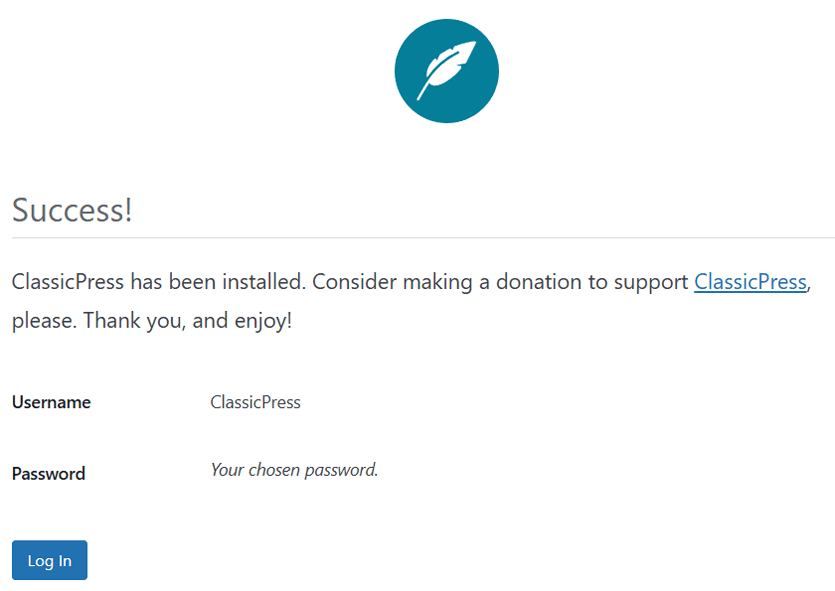 Success!
ClassicPress has been installed. Consider making a donation to support ClassicPress,
please. Thank you, and enjoy!
Username ClassicPress
Password Your chosen password.
Log In